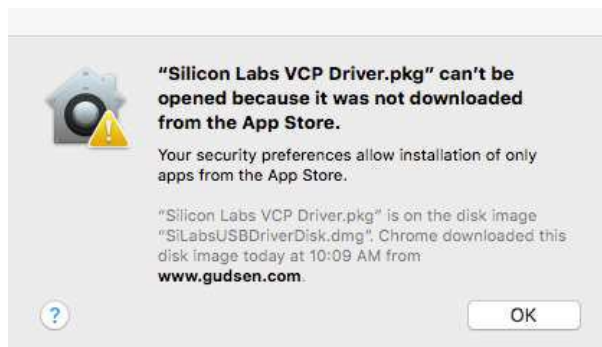 “Silicon Labs VCP Driver.pkg” can’t be
opened because it was not downloaded
from the App Store.
Your security preferences allow installation of only
apps from the App Store.
“Silicon Labs VCP Driver.pkg” is on the disk image
“SiLabsUSBDriverDisk.dmg”. Chrome downloaded this
disk image today at 10:09 AM from
www.gudsen.com.
?
OK